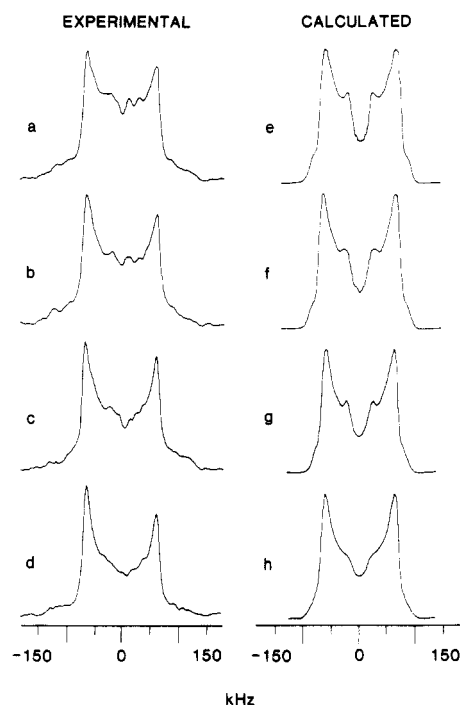 EXPERIMENTAL CALCULATED
a e
b f
c g
d h
-150 0 150 -150 0 150
kHz